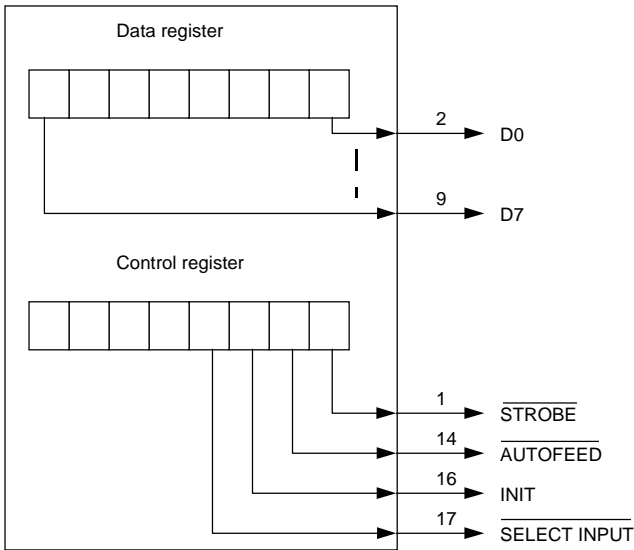 Data register
2
D0
9
D7
Control register
1
STROBE
14
AUTOFEED
16
INIT
17
SELECT INPUT